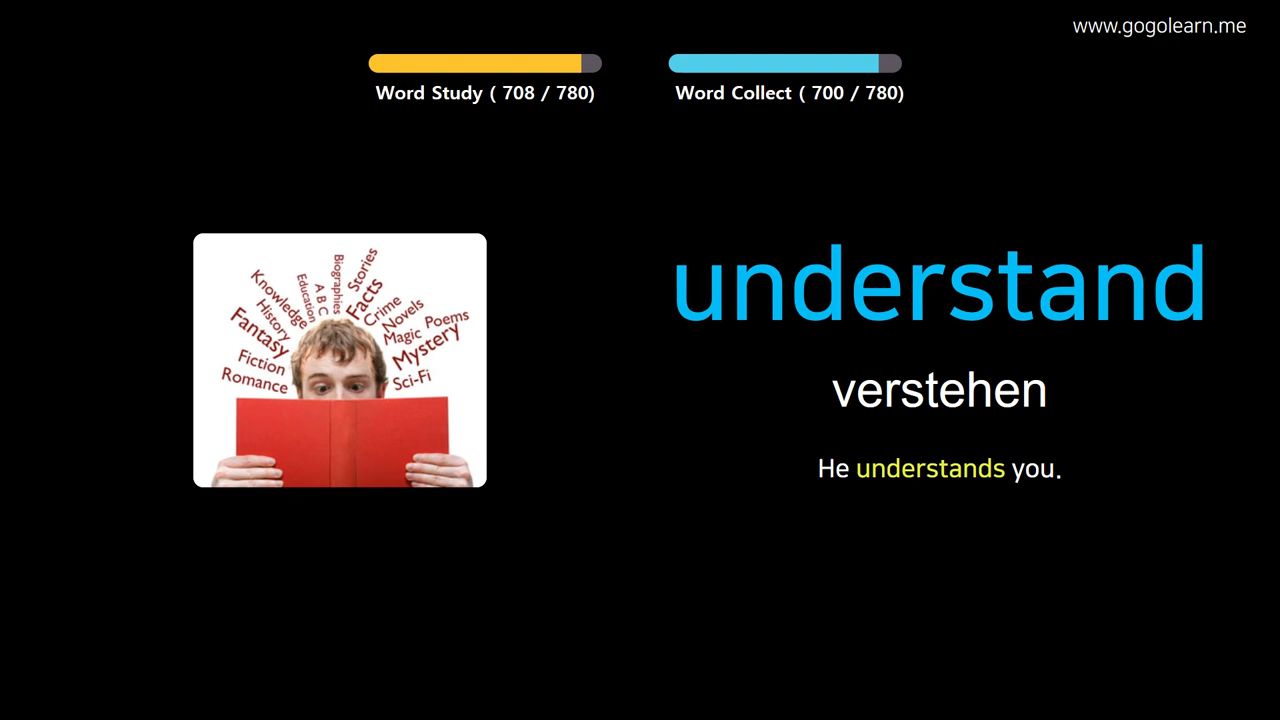 www.gogolearn.me
Word Study ( 708 / 780)
Word Collect ( 700 / 780)
understand
verstehen
He understands you.
Knowledge
History
Fantasy
Fiction
Romance
Education
A B C
Biographies
Stories
Facts
Crime
Novels
Magic
Poems
Mystery
Sci-Fi